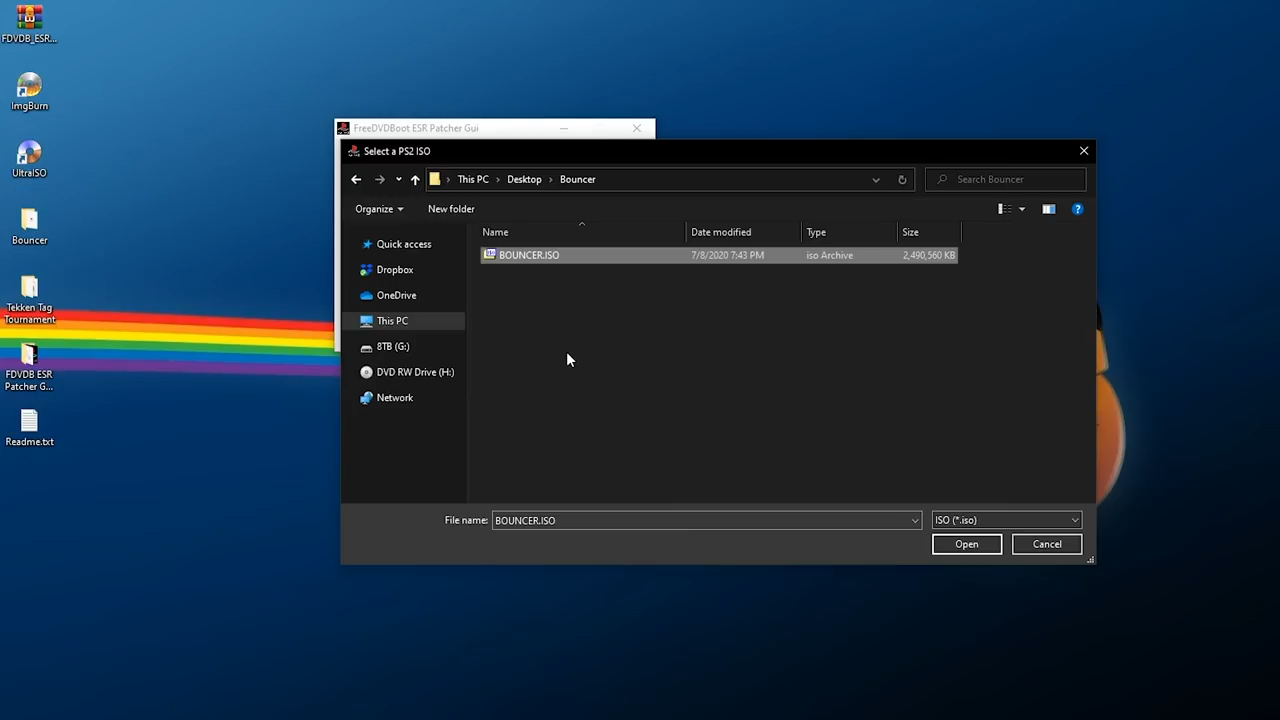 FDVDB_ESR...
ImgBurn
UltraISO
Bouncer
Tekken Tag
Tournament
FDVDB ESR
Patcher G...
Readme.txt
FreeDVDBoot ESR Patcher Gui
Select a PS2 ISO
This PC
Desktop
Bouncer
Search Bouncer
Organize
New folder
Name
Date modified
Type
Size
BOUNCER.ISO
7/8/2020 7:43 PM
iso Archive
2,490,560 KB
Quick access
Dropbox
OneDrive
This PC
8TB (G:)
DVD RW Drive (H:)
Network
File name:
BOUNCER.ISO
ISO (*.iso)
Open
Cancel